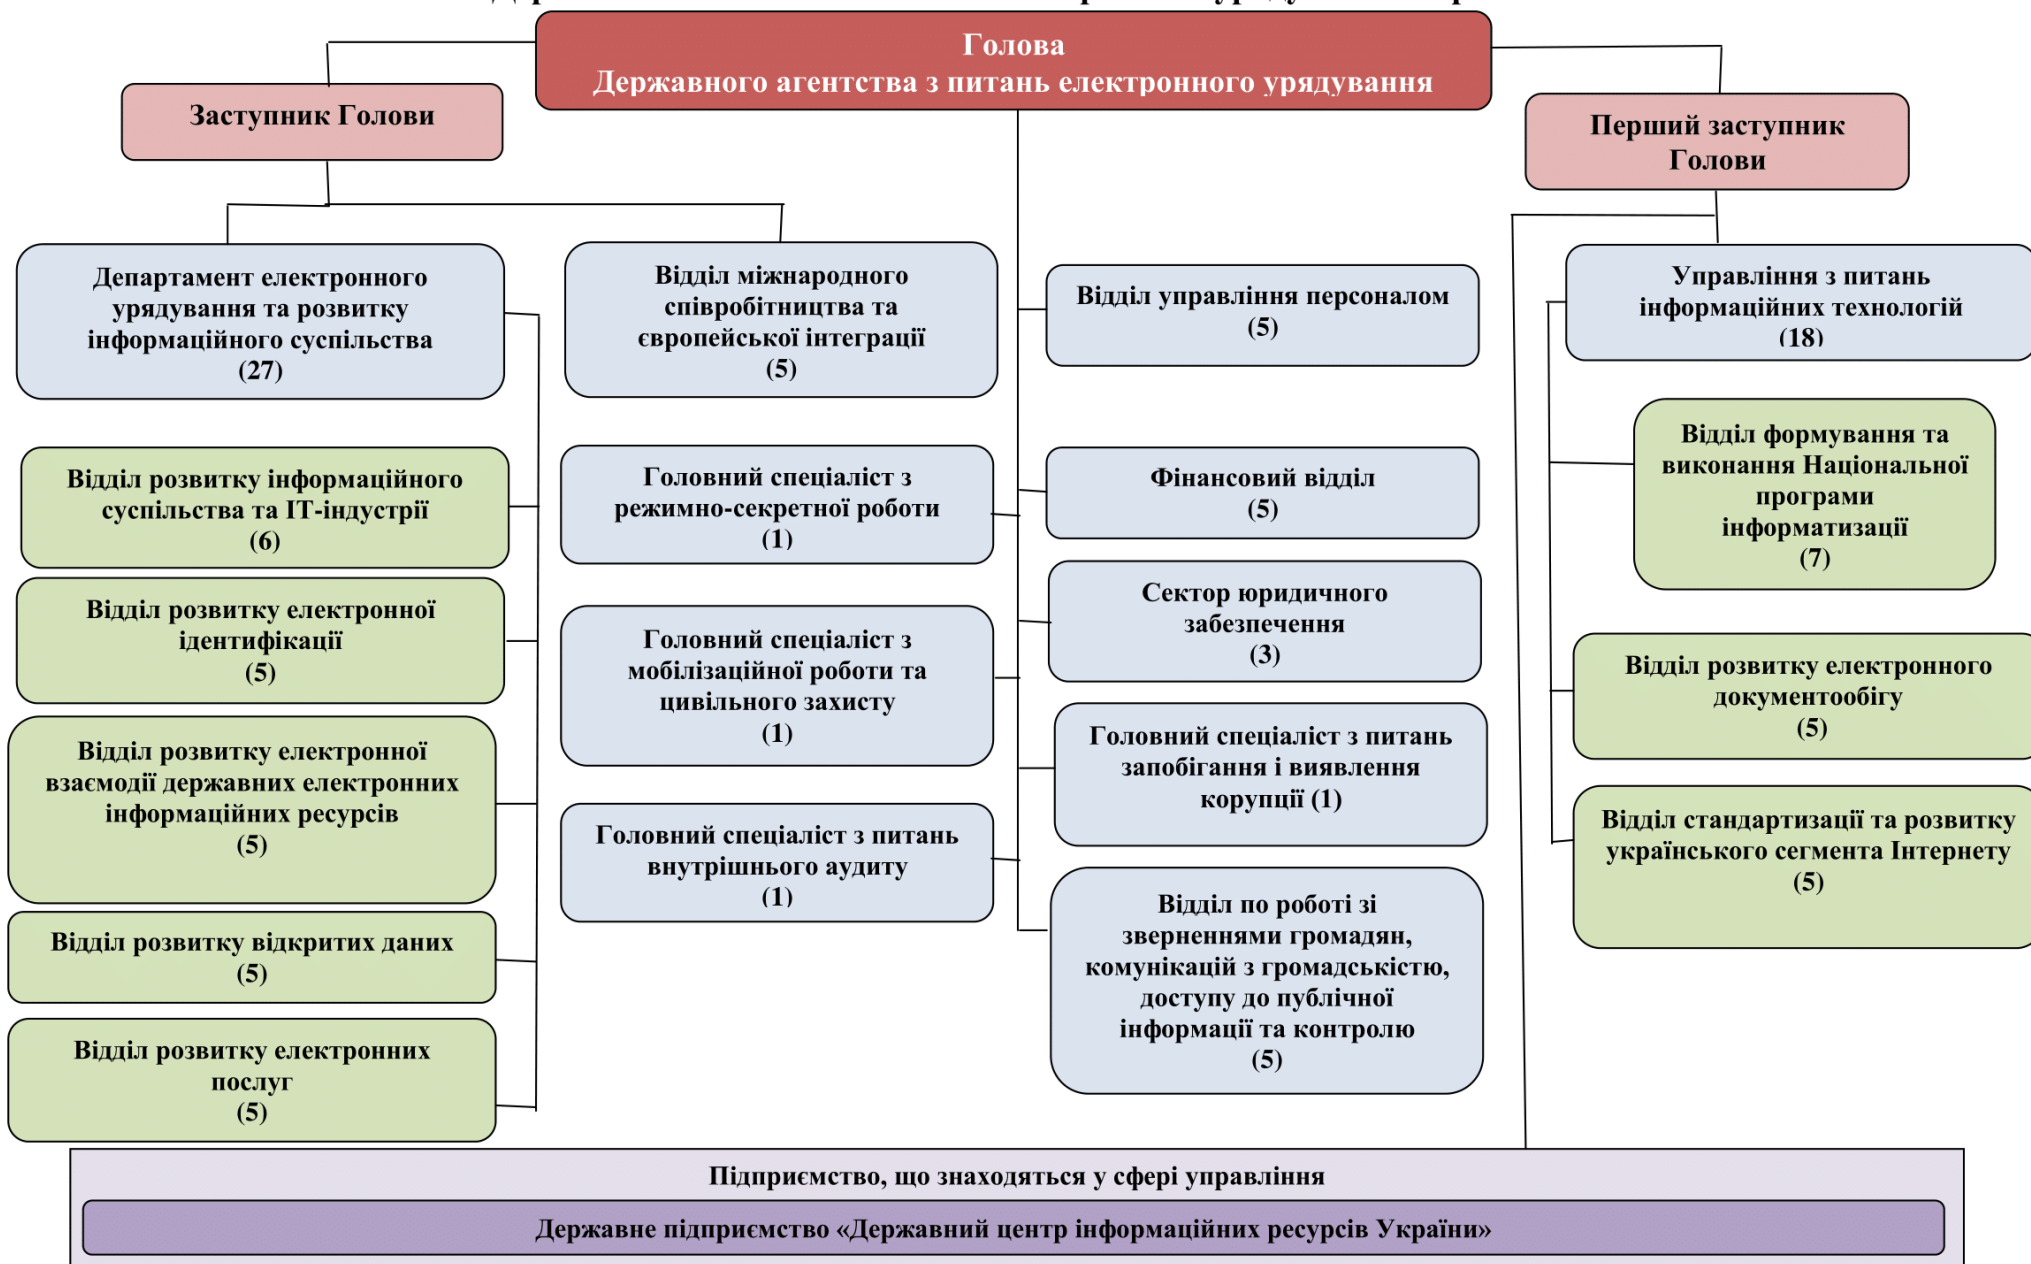 Голова
Державного агентства з питань електронного урядування
Заступник Голови
Перший заступник
Голови
Департамент електронного
урядування та розвитку
інформаційного суспільства
(27)
Відділ міжнародного
співробітництва та
європейської інтеграції
(5)
Відділ управління персоналом
(5)
Управління з питань
інформаційних технологій
(18)
Відділ розвитку інформаційного
суспільства та ІТ-індустрії
(6)
Відділ розвитку електронної
ідентифікації
(5)
Відділ розвитку електронної
взаємодії державних електронних
інформаційних ресурсів
(5)
Відділ розвитку відкритих даних
(5)
Відділ розвитку електронних
послуг
(5)
Головний спеціаліст з
режимно-секретної роботи
(1)
Головний спеціаліст з
мобілізаційної роботи та
цивільного захисту
(1)
Головний спеціаліст з питань
внутрішнього аудиту
(1)
Фінансовий відділ
(5)
Сектор юридичного
забезпечення
(3)
Головний спеціаліст з питань
запобігання і виявлення
корупції (1)
Відділ по роботі зі
зверненнями громадян,
комунікацій з громадськістю,
доступу до публічної
інформації та контролю
(5)
Відділ формування та
виконання Національної
програми
інформатизації
(7)
Відділ розвитку електронного
документообігу
(5)
Відділ стандартизації та розвитку
українського сегмента Інтернету
(5)
Підприємство, що знаходяться у сфері управління
Державне підприємство «Державний центр інформаційних ресурсів України»